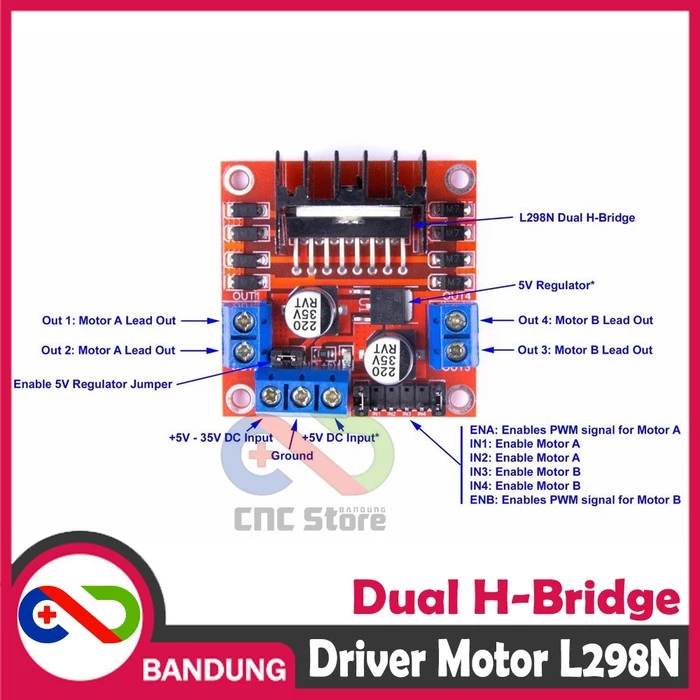 L298N Dual H-Bridge
5V Regulator*
OUT1
OUT4
220
35V
RVT
Out 1: Motor A Lead Out
Out 4: Motor B Lead Out
Out 2: Motor A Lead Out
Out 3: Motor B Lead Out
220
35V
RVT
Enable 5V Regulator Jumper
IN1 IN2 IN3 IN4
+5V - 35V DC Input
+5V DC Input*
Ground
ENA: Enables PWM signal for Motor A
IN1: Enable Motor A
IN2: Enable Motor A
IN3: Enable Motor B
IN4: Enable Motor B
ENB: Enables PWM signal for Motor B
BANDUNG
CNC Store
Dual H-Bridge
BANDUNG
Driver Motor L298N